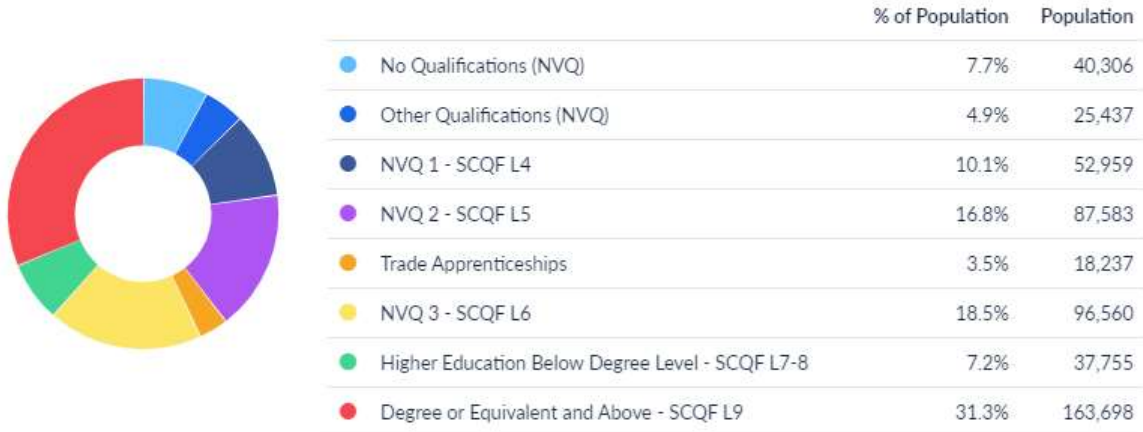 % of Population Population
No Qualifications (NVQ) 7.7% 40,306
Other Qualifications (NVQ) 4.9% 25,437
NVQ 1 - SCQF L4 10.1% 52,959
NVQ 2 - SCQF L5 16.8% 87,583
Trade Apprenticeships 3.5% 18,237
NVQ 3 - SCQF L6 18.5% 96,560
Higher Education Below Degree Level - SCQF L7-8 7.2% 37,755
Degree or Equivalent and Above - SCQF L9 31.3% 163,698